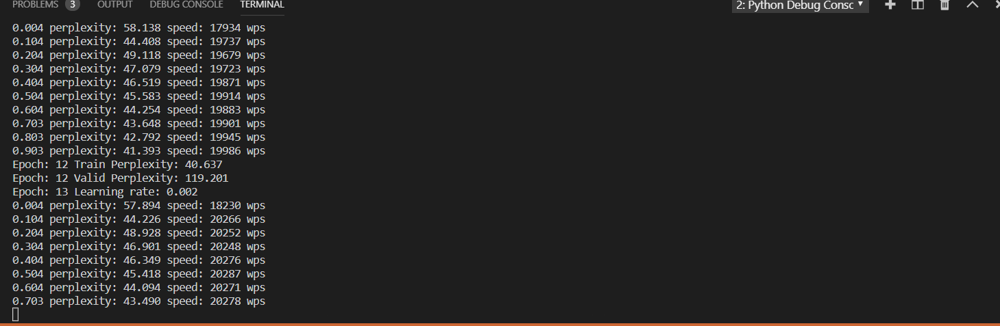 PROBLEMS 3 OUTPUT DEBUG CONSOLE TERMINAL 2: Python Debug Consc
0.004 perplexity: 58.138 speed: 17934 wps
0.104 perplexity: 44.408 speed: 19737 wps
0.204 perplexity: 49.118 speed: 19679 wps
0.304 perplexity: 47.079 speed: 19723 wps
0.404 perplexity: 46.519 speed: 19871 wps
0.504 perplexity: 45.583 speed: 19914 wps
0.604 perplexity: 44.254 speed: 19883 wps
0.703 perplexity: 43.648 speed: 19901 wps
0.803 perplexity: 42.792 speed: 19945 wps
0.903 perplexity: 41.393 speed: 19986 wps
Epoch: 12 Train Perplexity: 40.637
Epoch: 12 Valid Perplexity: 119.201
Epoch: 13 Learning rate: 0.002
0.004 perplexity: 57.894 speed: 18230 wps
0.104 perplexity: 44.226 speed: 20266 wps
0.204 perplexity: 48.928 speed: 20252 wps
0.304 perplexity: 46.901 speed: 20248 wps
0.404 perplexity: 46.349 speed: 20276 wps
0.504 perplexity: 45.418 speed: 20287 wps
0.604 perplexity: 44.094 speed: 20271 wps
0.703 perplexity: 43.490 speed: 20278 wps